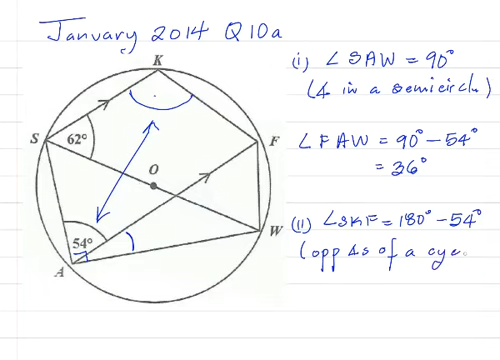 January 2014 Q10a
(i) ∠SAW = 90°
(∡ in a semicircle)
∠FAW = 90° - 54°
= 36°
(ii) ∠SKF = 180° - 54°
(opp ∡s of a cyc
K
S
62°
F
O
W
54°
A